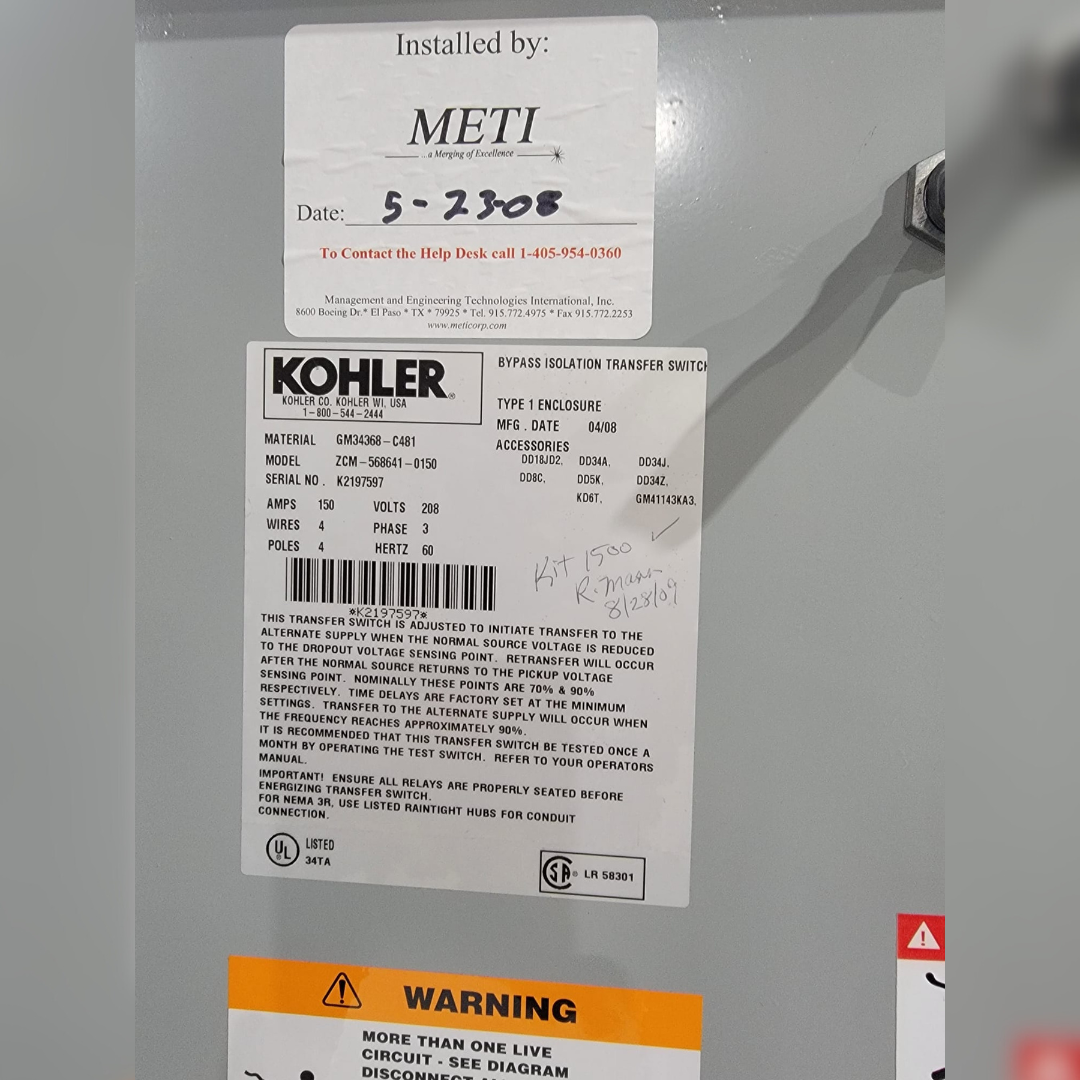 Installed by:
METI
...a Merging of Excellence
Date: 5-23-08
To Contact the Help Desk call 1-405-954-0360
Management and Engineering Technologies International, Inc.
8600 Boeing Dr.* El Paso * TX * 79925 * Tel. 915.772.4975 * Fax 915.772.2253
www.meticorp.com
KOHLER®
KOHLER CO. KOHLER WI, USA
1-800-544-2444
BYPASS ISOLATION TRANSFER SWITCH
TYPE 1 ENCLOSURE
MFG. DATE 04/08
ACCESSORIES
DD18JD2, DD34A, DD34J,
DD8C, DD5K, DD34Z,
KD6T, GM41143KA3,
MATERIAL GM34368-C481
MODEL ZCM-568641-0150
SERIAL NO. K2197597
AMPS 150 VOLTS 208
WIRES 4 PHASE 3
POLES 4 HERTZ 60
Kit 1500 ✓
R.
8/28/09
*K2197597*
THIS TRANSFER SWITCH IS ADJUSTED TO INITIATE TRANSFER TO THE
ALTERNATE SUPPLY WHEN THE NORMAL SOURCE VOLTAGE IS REDUCED
TO THE DROPOUT VOLTAGE SENSING POINT. RETRANSFER WILL OCCUR
AFTER THE NORMAL SOURCE RETURNS TO THE PICKUP VOLTAGE
SENSING POINT. NOMINALLY THESE POINTS ARE 70% & 90%
RESPECTIVELY. TIME DELAYS ARE FACTORY SET AT THE MINIMUM
SETTINGS. TRANSFER TO THE ALTERNATE SUPPLY WILL OCCUR WHEN
THE FREQUENCY REACHES APPROXIMATELY 90%.
IT IS RECOMMENDED THAT THIS TRANSFER SWITCH BE TESTED ONCE A
MONTH BY OPERATING THE TEST SWITCH. REFER TO YOUR OPERATORS
MANUAL.
IMPORTANT! ENSURE ALL RELAYS ARE PROPERLY SEATED BEFORE
ENERGIZING TRANSFER SWITCH.
FOR NEMA 3R, USE LISTED RAINTIGHT HUBS FOR CONDUIT
CONNECTION.
UL® LISTED
34TA
SA® LR 58301
WARNING
MORE THAN ONE LIVE
CIRCUIT - SEE DIAGRAM
DISCONNECT